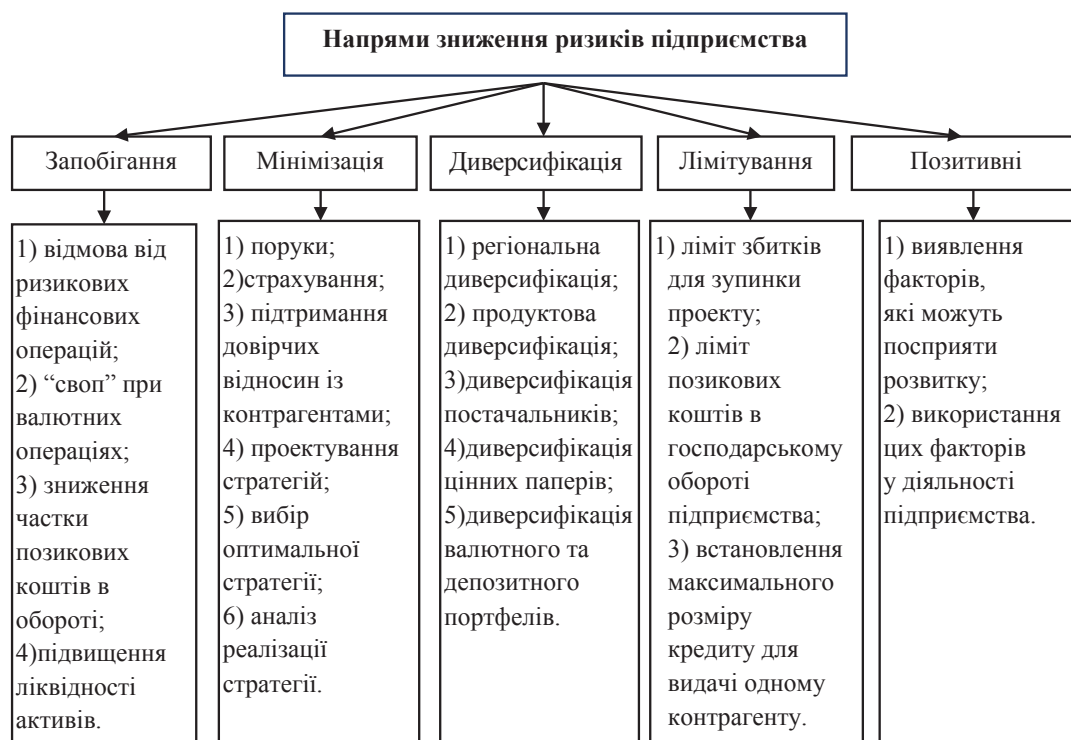 Напрями зниження ризиків підприємства
Запобігання
Мінімізація
Диверсифікація
Лімітування
Позитивні
1) відмова від
ризикових
фінансових
операцій;
2) “своп” при
валютних
операціях;
3) зниження
частки
позикових
коштів в
обороті;
4)підвищення
ліквідності
активів.
1) поруки;
2)страхування;
3) підтримання
довірчих
відносин із
контрагентами;
4) проектування
стратегій;
5) вибір
оптимальної
стратегії;
6) аналіз
реалізації
стратегії.
1) регіональна
диверсифікація;
2) продуктова
диверсифікація;
3)диверсифікація
постачальників;
4)диверсифікація
цінних паперів;
5)диверсифікація
валютного та
депозитного
портфелів.
1) ліміт збитків
для зупинки
проекту;
2) ліміт
позикових
коштів в
господарському
обороті
підприємства;
3) встановлення
максимального
розміру
кредиту для
видачі одному
контрагенту.
1) виявлення
факторів,
які можуть
посприяти
розвитку;
2) використання
цих факторів
у діяльності
підприємства.